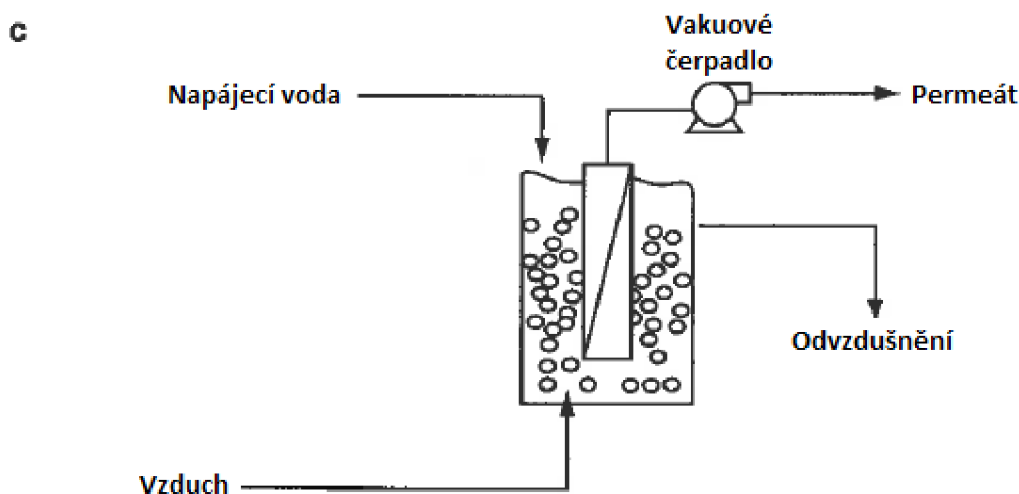 c
Vakuové
čerpadlo
Napájecí voda
Permeát
Odvzdušnění
Vzduch